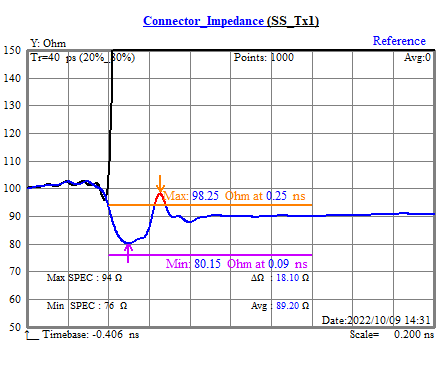 Connector_Impedance (SS_Tx1)
Y: Ohm Reference
Tr=40 ps (20%_80%) Points: 1000 Avg:0
150
140
130
120
110
100
90
80
70
60
50
Max: 98.25 Ohm at 0.25 ns
Min: 80.15 Ohm at 0.09 ns
Max SPEC : 94 Ω ΔΩ : 18.10 Ω
Min SPEC : 76 Ω Avg : 89.20 Ω
Date:2022/10/09 14:31
Timebase: -0.406 ns Scale= 0.200 ns